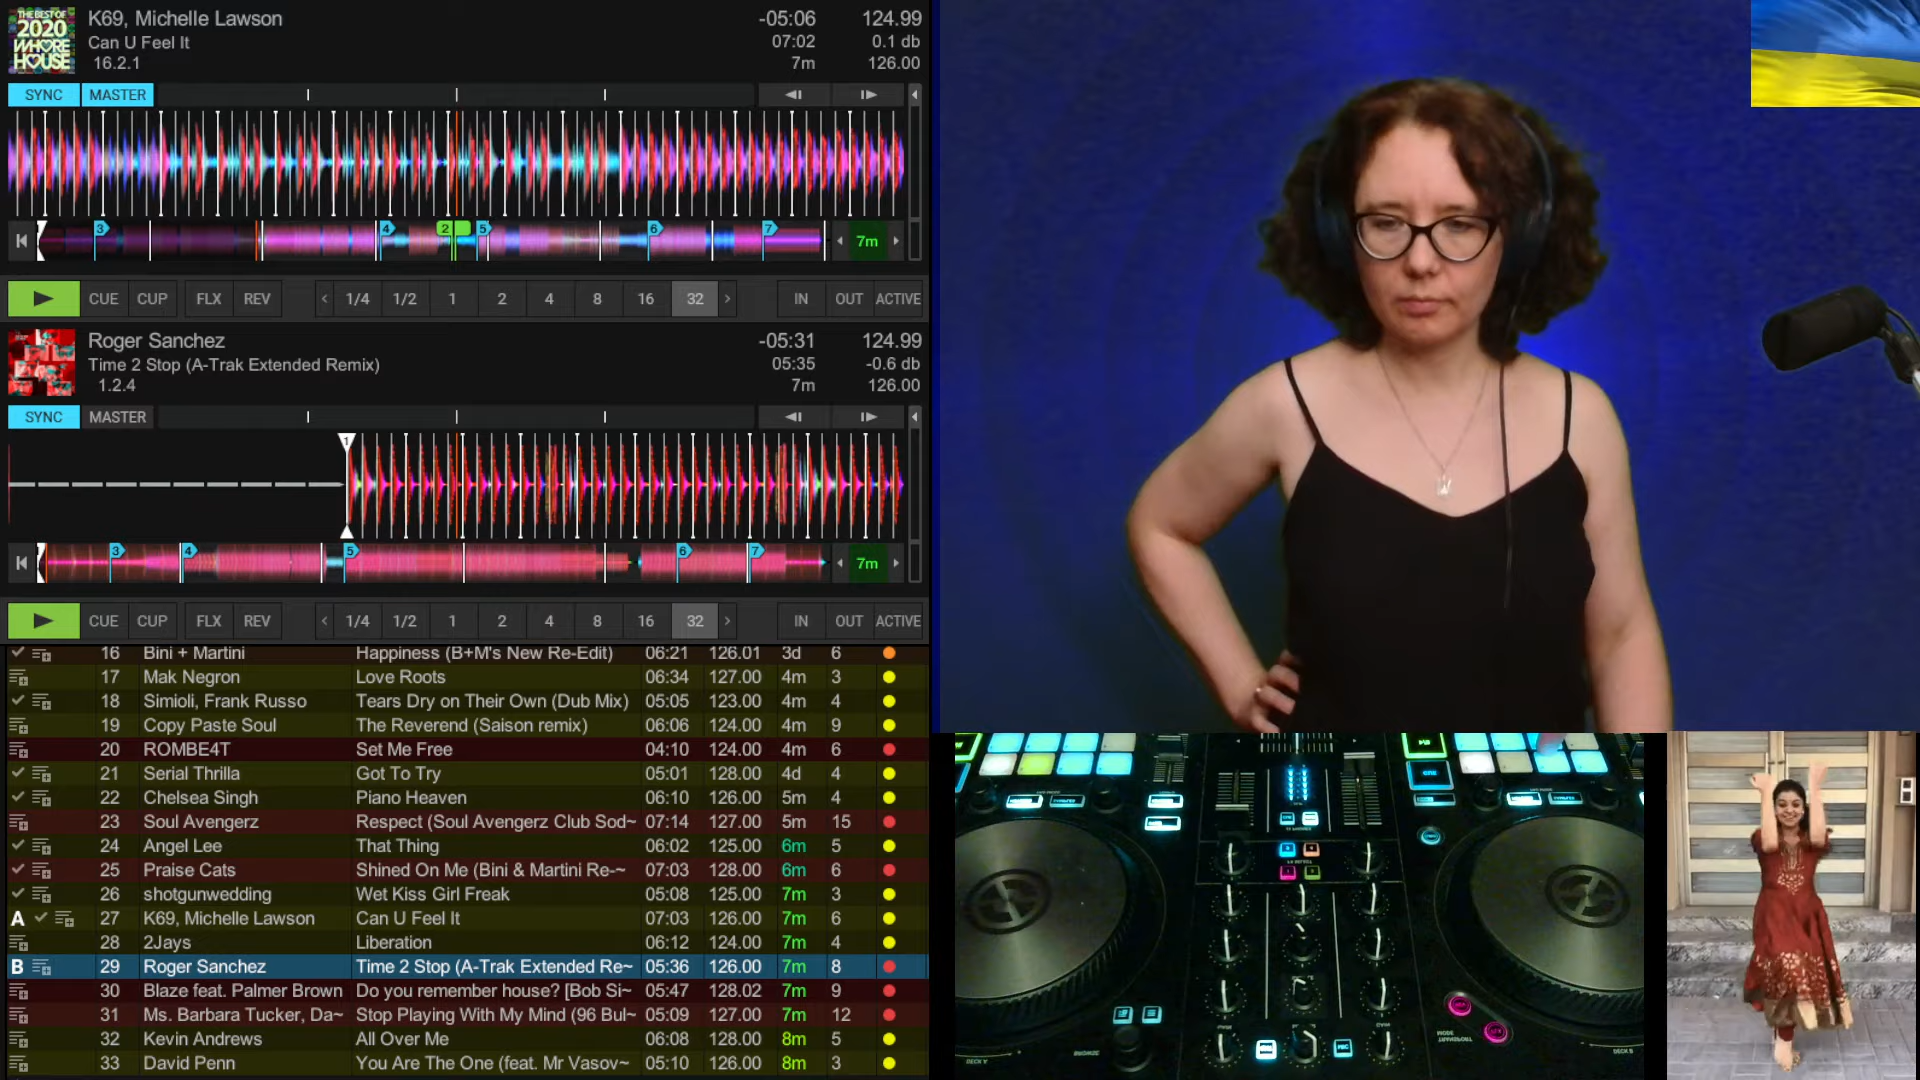 THE BEST OF
2020
WHORE
HOUSE
K69, Michelle Lawson -05:06 124.99
Can U Feel It 07:02 0.1 db
16.2.1 7m 126.00
SYNC MASTER
3 4 2 5 6 7 7m
CUE CUP FLX REV 1/4 1/2 1 2 4 8 16 32 IN OUT ACTIVE
Roger Sanchez -05:31 124.99
Time 2 Stop (A-Trak Extended Remix) 05:35 -0.6 db
1.2.4 7m 126.00
SYNC MASTER
1
3 4 5 6 7 7m
CUE CUP FLX REV 1/4 1/2 1 2 4 8 16 32 IN OUT ACTIVE
16 Bini + Martini Happiness (B+M's New Re-Edit) 06:21 126.01 3d 6
17 Mak Negron Love Roots 06:34 127.00 4m 3
18 Simioli, Frank Russo Tears Dry on Their Own (Dub Mix) 05:05 123.00 4m 4
19 Copy Paste Soul The Reverend (Saison remix) 06:06 124.00 4m 9
20 ROMBE4T Set Me Free 04:10 124.00 4m 6
21 Serial Thrilla Got To Try 05:01 128.00 4d 4
22 Chelsea Singh Piano Heaven 06:10 126.00 5m 4
23 Soul Avengerz Respect (Soul Avengerz Club Sod~ 07:14 127.00 5m 15
24 Angel Lee That Thing 06:02 125.00 6m 5
25 Praise Cats Shined On Me (Bini & Martini Re-~ 07:03 128.00 6m 6
26 shotgunwedding Wet Kiss Girl Freak 05:08 125.00 7m 3
A 27 K69, Michelle Lawson Can U Feel It 07:03 126.00 7m 6
28 2Jays Liberation 06:12 124.00 7m 4
B 29 Roger Sanchez Time 2 Stop (A-Trak Extended Re~ 05:36 126.00 7m 8
30 Blaze feat. Palmer Brown Do you remember house? [Bob Si~ 05:47 128.02 7m 9
31 Ms. Barbara Tucker, Da~ Stop Playing With My Mind (96 Bul~ 05:09 127.00 7m 12
32 Kevin Andrews All Over Me 06:08 128.00 8m 5
33 David Penn You Are The One (feat. Mr Vasov~ 05:10 126.00 8m 3